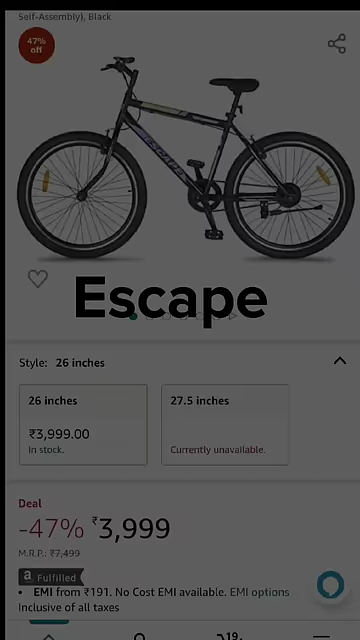 Self-Assembly), Black
47%
off
ESCAPE
Escape
Style: 26 inches
26 inches
₹3,999.00
In stock.
27.5 inches
Currently unavailable.
Deal
-47% ₹3,999
M.R.P.: ₹7,499
a Fulfilled
• EMI from ₹191. No Cost EMI available. EMI options
Inclusive of all taxes
19